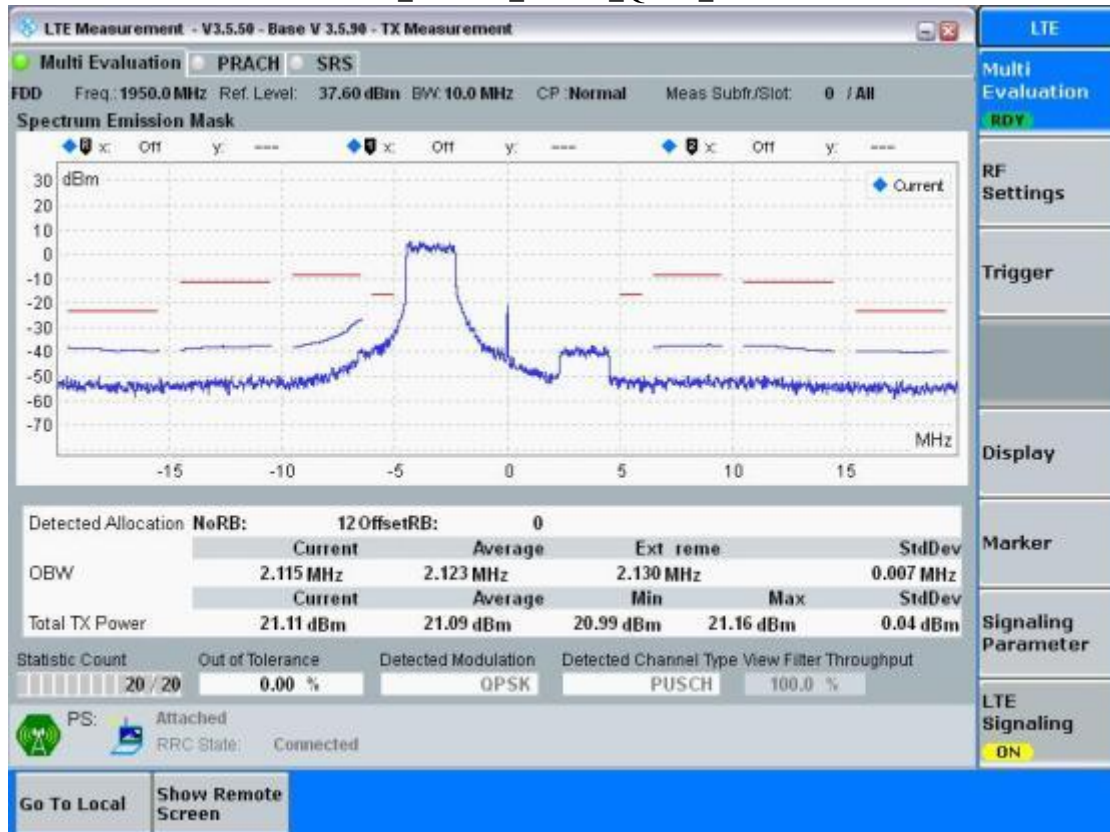 LTE Measurement - V3.5.50 - Base V 3.5.90 - TX Measurement
LTE
Multi Evaluation PRACH SRS
Multi Evaluation
RDY
FDD Freq.: 1950.0 MHz Ref. Level: 37.60 dBm BW: 10.0 MHz CP : Normal Meas Subfr./Slot: 0 / All
Spectrum Emission Mask
x: Off y: --- x: Off y: --- x: Off y: ---
dBm
Current
30
20
10
0
-10
-20
-30
-40
-50
-60
-70
MHz
-15 -10 -5 0 5 10 15
RF Settings
Trigger
Display
Marker
Signaling Parameter
LTE Signaling
ON
Detected Allocation NoRB: 12 OffsetRB: 0
Current Average Ext reme StdDev
OBW 2.115 MHz 2.123 MHz 2.130 MHz 0.007 MHz
Current Average Min Max StdDev
Total TX Power 21.11 dBm 21.09 dBm 20.99 dBm 21.16 dBm 0.04 dBm
Statistic Count Out of Tolerance Detected Modulation Detected Channel Type View Filter Throughput
20 / 20 0.00 % QPSK PUSCH 100.0 %
PS: Attached
RRC State: Connected
Go To Local Show Remote Screen